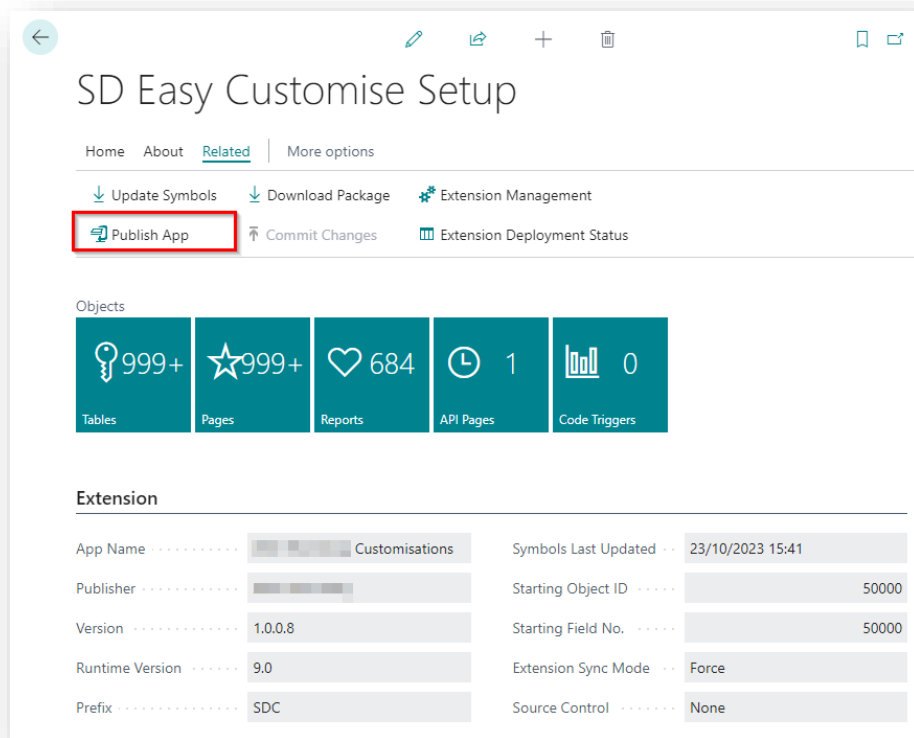 SD Easy Customise Setup
Home About Related More options
Update Symbols Download Package Extension Management
Publish App Commit Changes Extension Deployment Status
Objects
999+ 999+ 684 1 0
Tables Pages Reports API Pages Code Triggers
Extension
App Name Customisations Symbols Last Updated 23/10/2023 15:41
Publisher Starting Object ID 50000
Version 1.0.0.8 Starting Field No. 50000
Runtime Version 9.0 Extension Sync Mode Force
Prefix SDC Source Control None